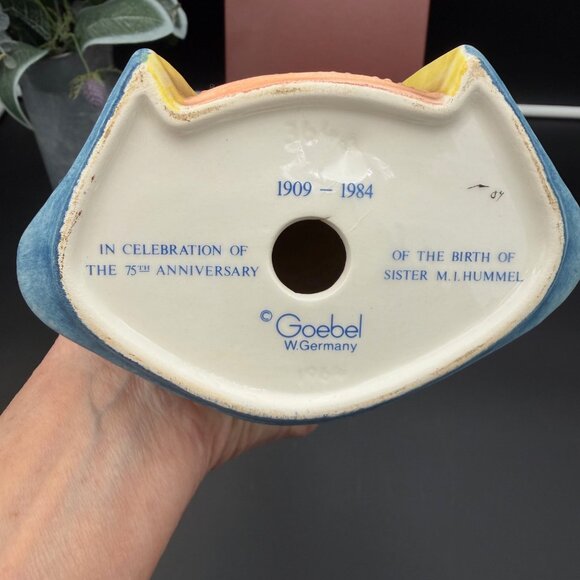 1909 – 1984
IN CELEBRATION OF
THE 75TH ANNIVERSARY
OF THE BIRTH OF
SISTER M.I.HUMMEL
© Goebel
W.Germany